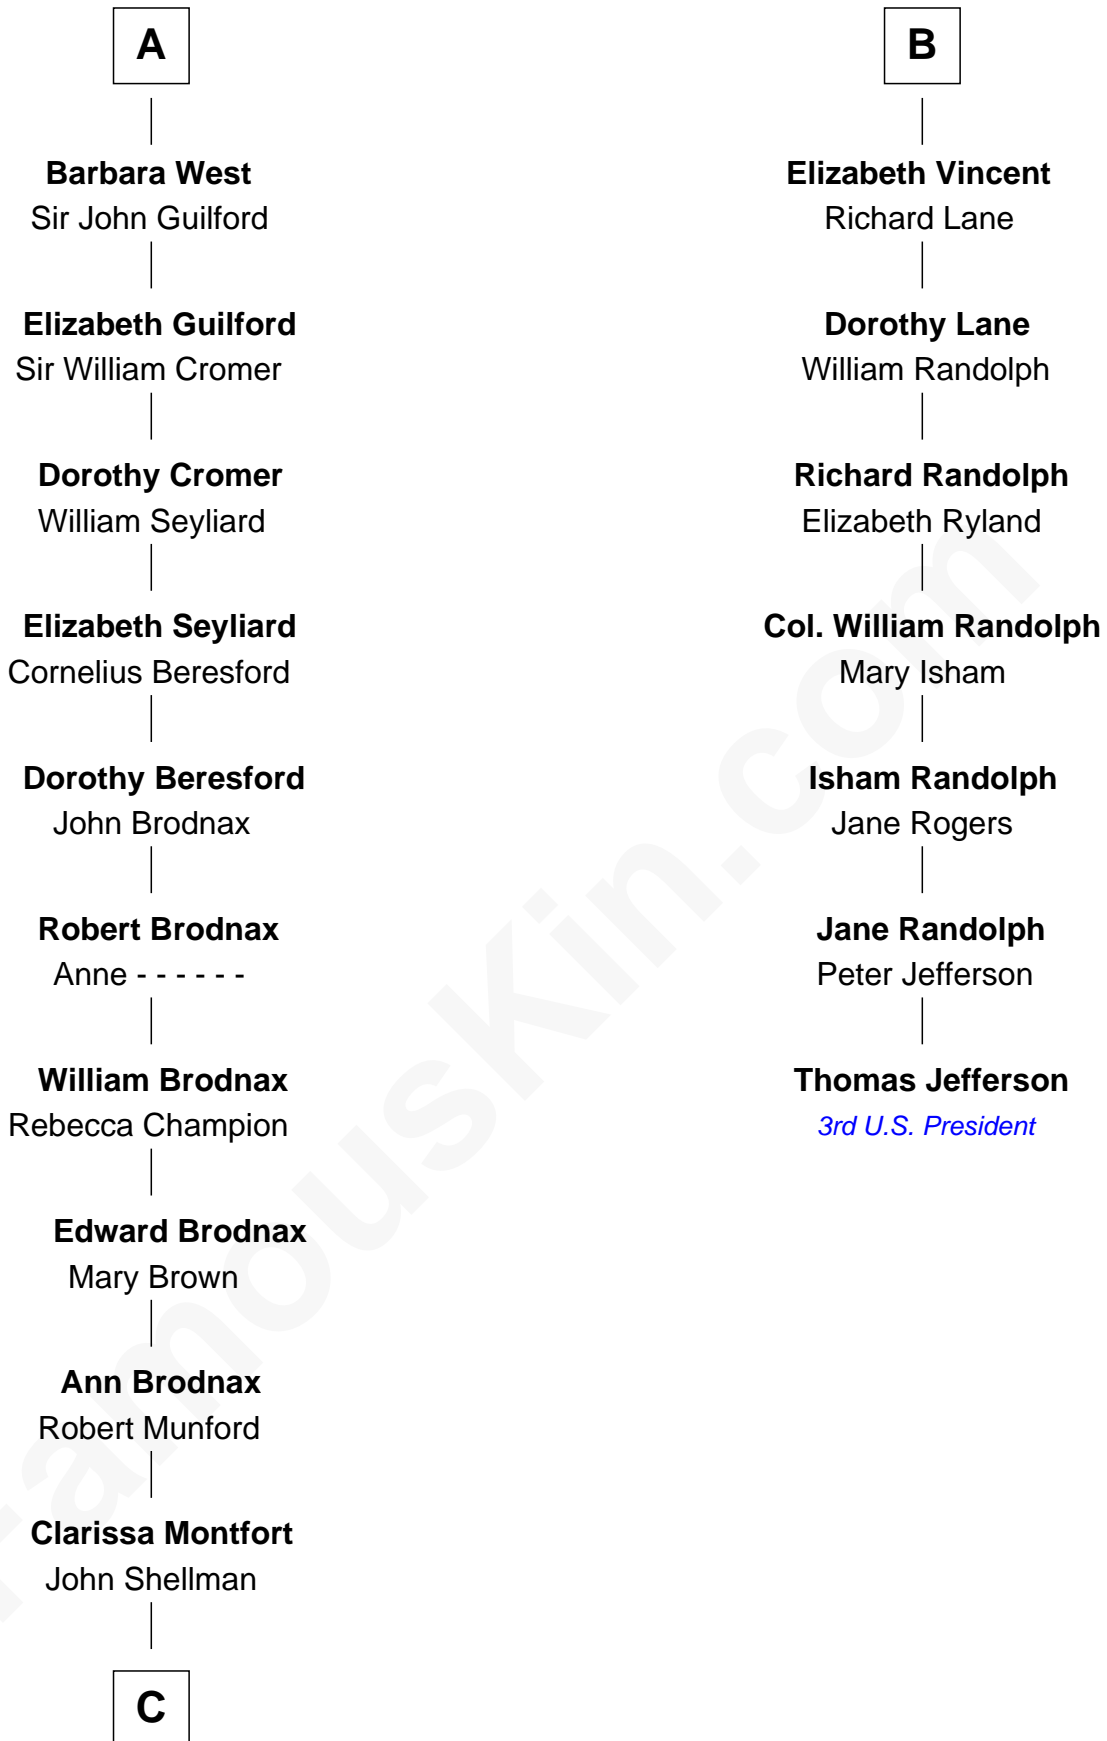 A
Barbara West
Sir John Guilford
Elizabeth Guilford
Sir William Cromer
Dorothy Cromer
William Seyliard
Elizabeth Seyliard
Cornelius Beresford
Dorothy Beresford
John Brodnax
Robert Brodnax
Anne - - - - - -
William Brodnax
Rebecca Champion
Edward Brodnax
Mary Brown
Ann Brodnax
Robert Munford
Clarissa Montfort
John Shellman
C
B
Elizabeth Vincent
Richard Lane
Dorothy Lane
William Randolph
Richard Randolph
Elizabeth Ryland
Col. William Randolph
Mary Isham
Isham Randolph
Jane Rogers
Jane Randolph
Peter Jefferson
Thomas Jefferson
3rd U.S. President
FamousKin.com